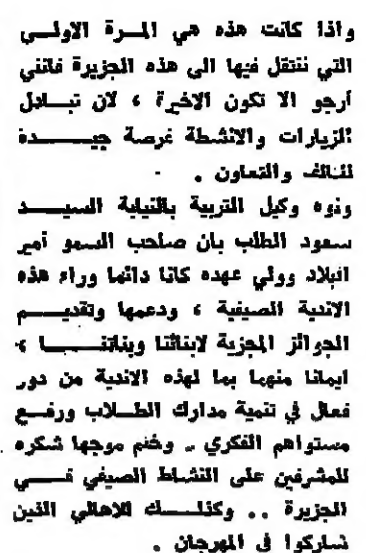 واذا كانت هذه هي المرة الاولى
التي ننتقل فيها الى هذه الجزيرة فانني
أرجو الا تكون الاخيرة ، لان تبادل
الزيارات والانشطة فرصة جيدة
للتآلف والتعاون .
ونوه وكيل التربية بالنيابة السيد
سعود الطلب بان صاحب السمو أمير
البلاد وولي عهده كانا دائما وراء هذه
الاندية الصيفية ، ودعمها وتقديم
الجوائز المجزية لابنائنا وبناتنا ،
ايمانا منهما بما لهذه الاندية من دور
فعال في تنمية مدارك الطلاب ورفع
مستواهم الفكري . وختم موجها شكره
للمشرفين على النشاط الصيفي في
الجزيرة .. وكذلك للاهالي الذين
شاركوا في المهرجان .